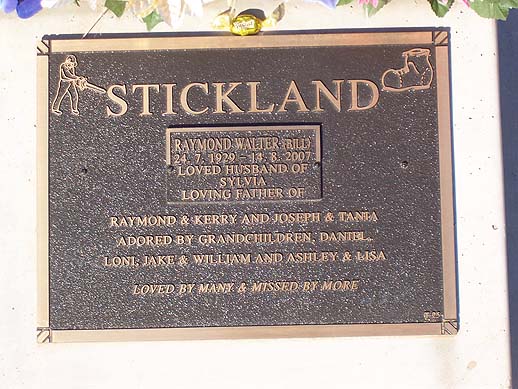 STICKLAND
RAYMOND WALTER (BILL)
24. 7. 1929 - 14. 8. 2007
LOVED HUSBAND OF
SYLVIA
LOVING FATHER OF
RAYMOND & KERRY AND JOSEPH & TANIA
ADORED BY GRANDCHILDREN, DANIEL,
LONI, JAKE & WILLIAM AND ASHLEY & LISA
LOVED BY MANY & MISSED BY MORE